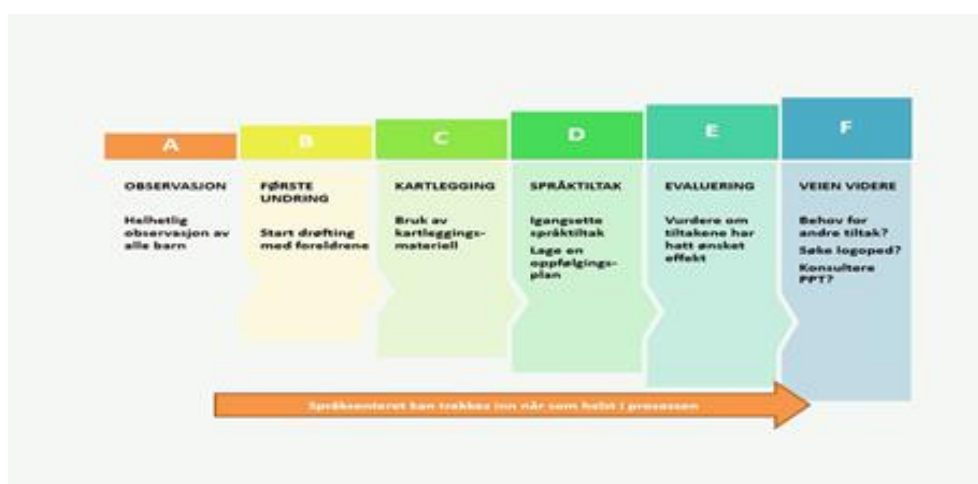 A
B
C
D
E
F
OBSERVASJON
Helhetlig
observasjon av
alle barn
FØRSTE
UNDRING
Start drøfting
med foreldrene
KARTLEGGING
Bruk av
kartleggings-
materiell
SPRÅKTILTAK
Igangsette
språktiltak
Lage en
oppfølgings-
plan
EVALUERING
Vurdere om
tiltakene har
hatt ønsket
effekt
VEIEN VIDERE
Behov for
andre tiltak?
Søke logoped?
Konsultere
PPT?
Språksenteret kan trekkes inn når som helst i prosessen